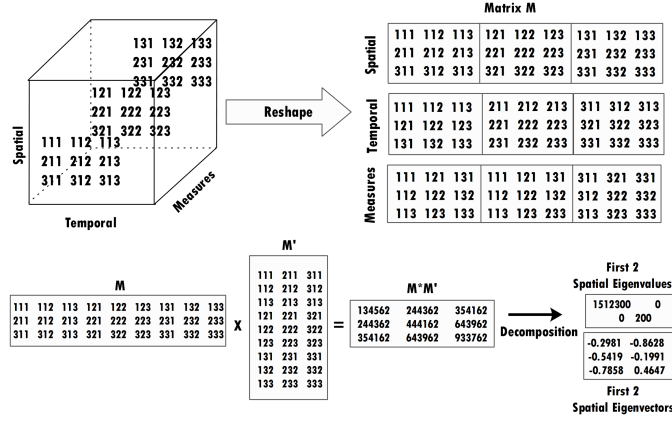 Matrix M
131 132 133
231 232 233
331 332 333
121 122 123
221 222 223
321 322 323
111 112 113
211 212 213
311 312 313
Spatial
Temporal
Measures
Reshape
Spatial
111 112 113 121 122 123 131 132 133
211 212 213 221 222 223 231 232 233
311 312 313 321 322 323 331 332 333
Temporal
111 112 113 211 212 213 311 312 313
121 122 123 221 222 223 321 322 323
131 132 133 231 232 233 331 332 333
Measures
111 121 131 111 121 131 311 321 331
112 122 132 112 122 132 312 322 332
113 123 133 113 123 233 313 323 333
M
111 112 113 121 122 123 131 132 133
211 212 213 221 222 223 231 232 233
311 312 313 321 322 323 331 332 333
X
M'
111 211 311
112 212 312
113 213 313
121 221 321
122 222 322
123 223 323
131 231 331
132 232 332
133 233 333
=
M*M'
134562 244362 354162
244362 444162 643962
354162 643962 933762
Decomposition
First 2
Spatial Eigenvalues
1512300 0
0 200
-0.2981 -0.8628
-0.5419 -0.1991
-0.7858 0.4647
First 2
Spatial Eigenvectors